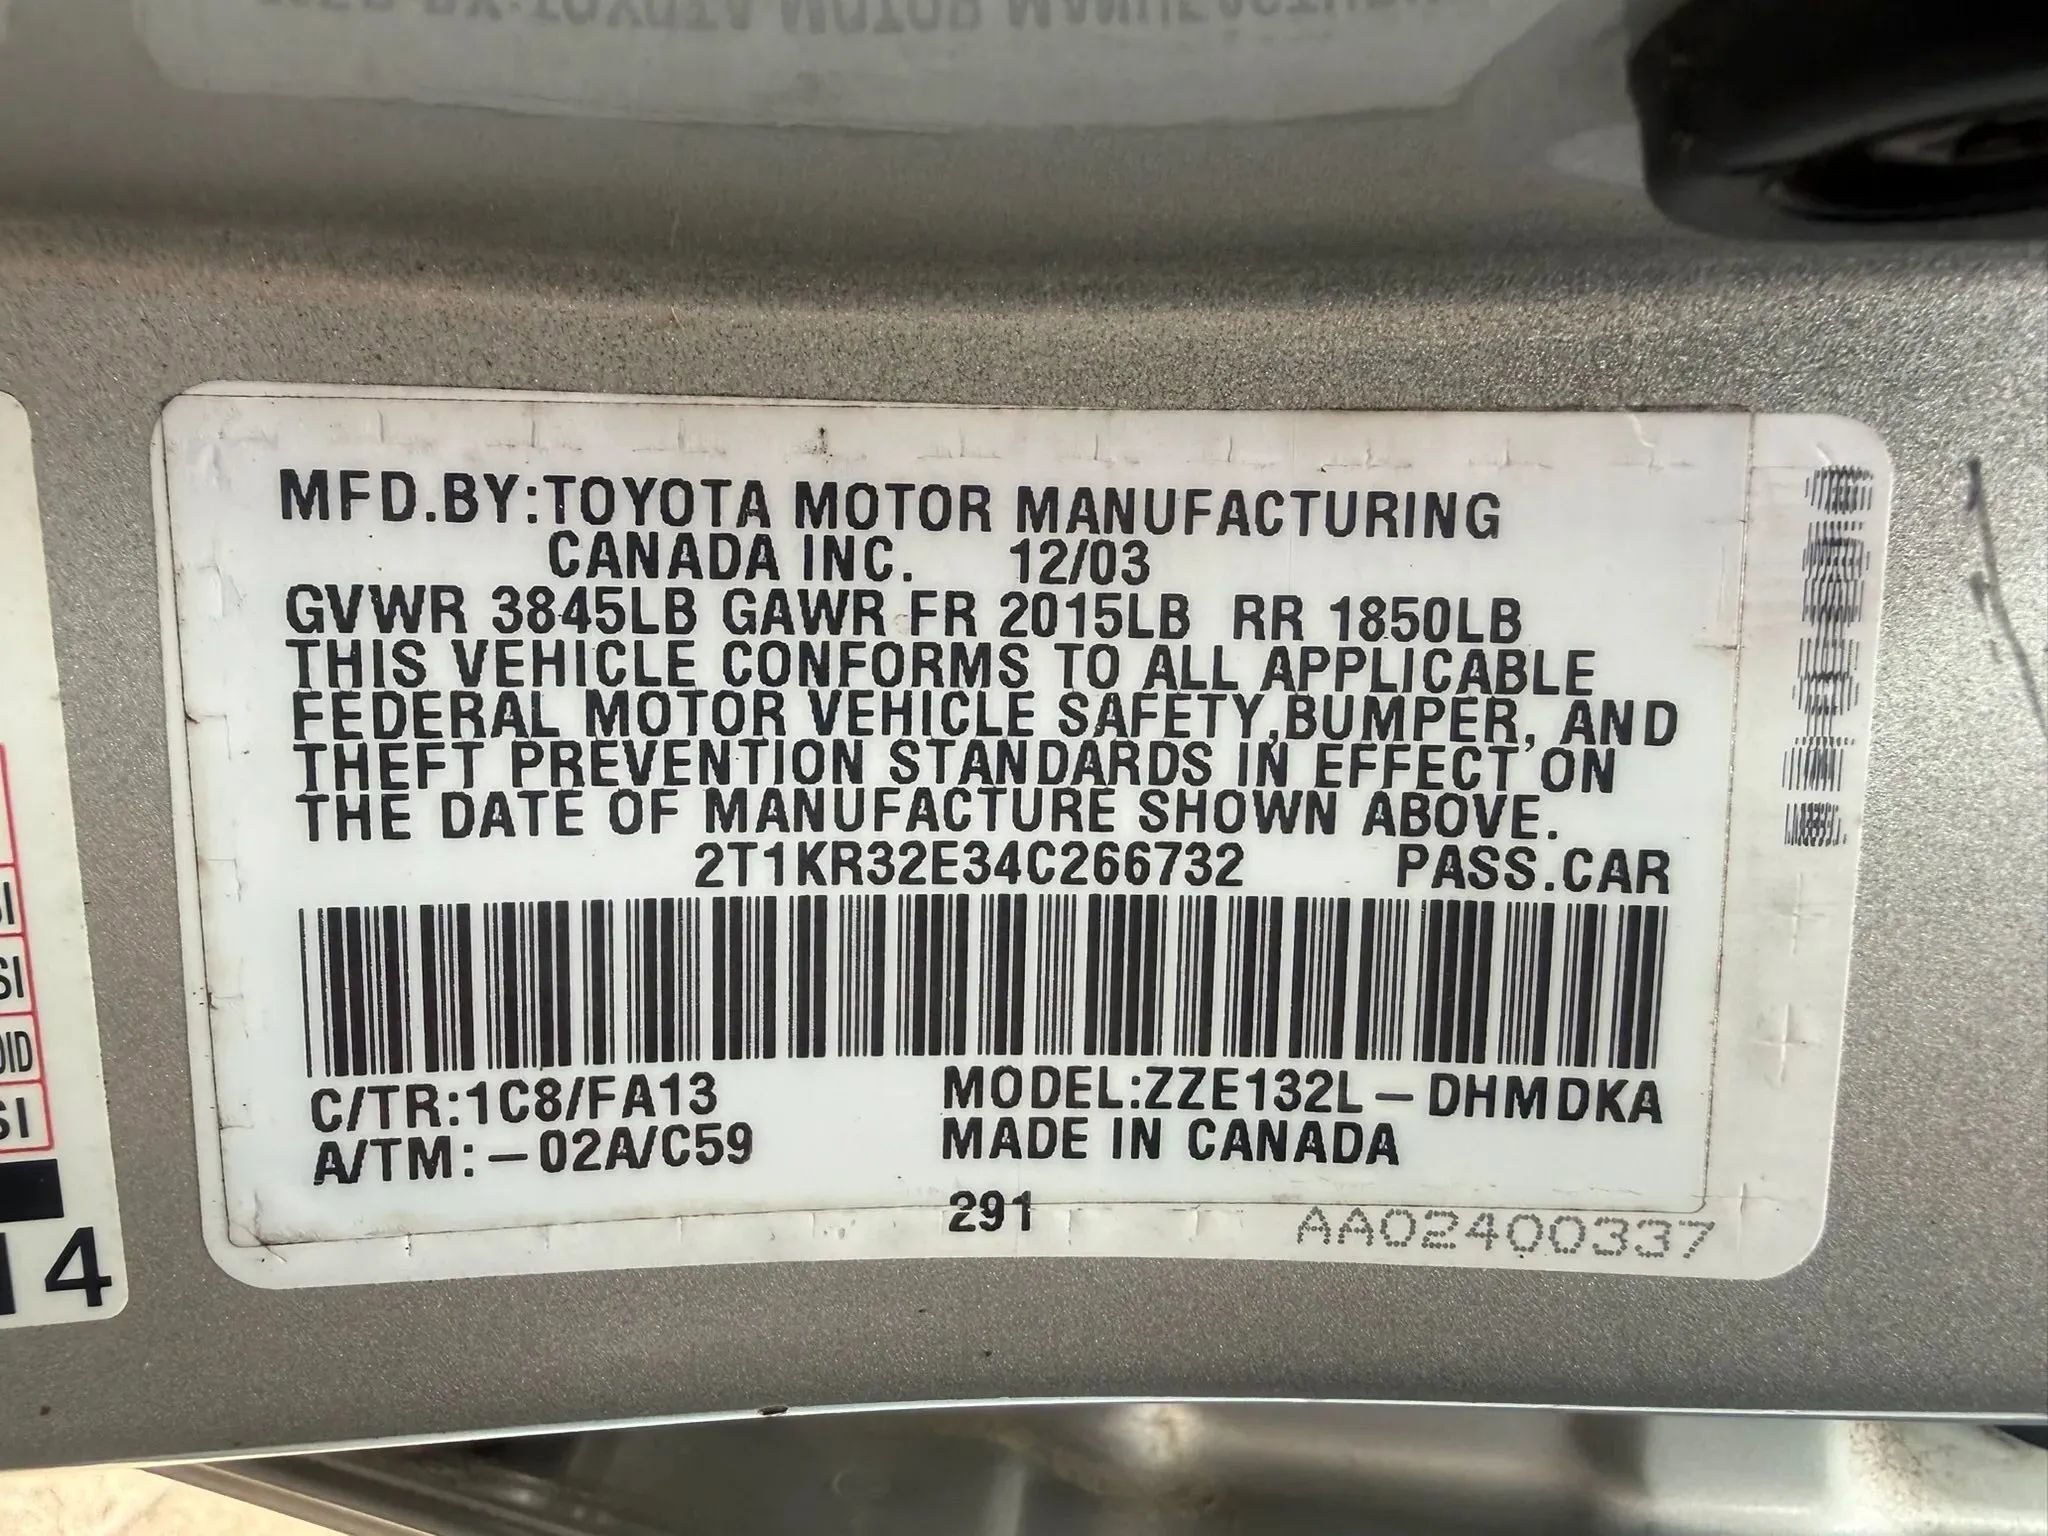 MFD.BY:TOYOTA MOTOR MANUFACTURING
CANADA INC. 12/03
GVWR 3845LB GAWR FR 2015LB RR 1850LB
THIS VEHICLE CONFORMS TO ALL APPLICABLE
FEDERAL MOTOR VEHICLE SAFETY,BUMPER, AND
THEFT PREVENTION STANDARDS IN EFFECT ON
THE DATE OF MANUFACTURE SHOWN ABOVE.
2T1KR32E34C266732 PASS.CAR
C/TR:1C8/FA13 MODEL:ZZE132L-DHMDKA
A/TM:-02A/C59 MADE IN CANADA
291
AA02400337
SI
SI
4